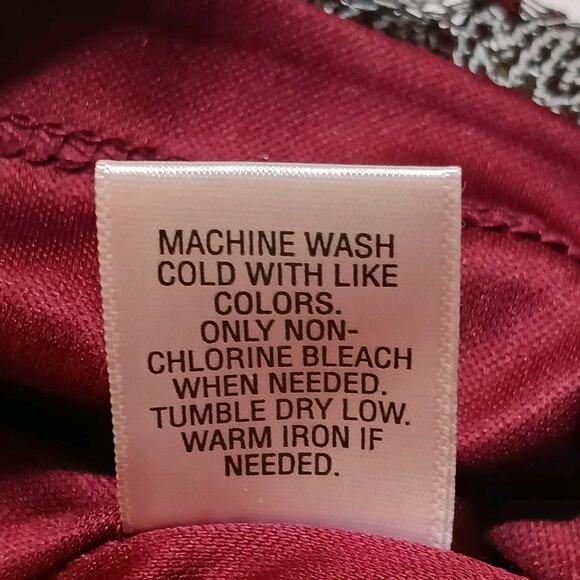 MACHINE WASH
COLD WITH LIKE
COLORS.
ONLY NON-
CHLORINE BLEACH
WHEN NEEDED.
TUMBLE DRY LOW.
WARM IRON IF
NEEDED.